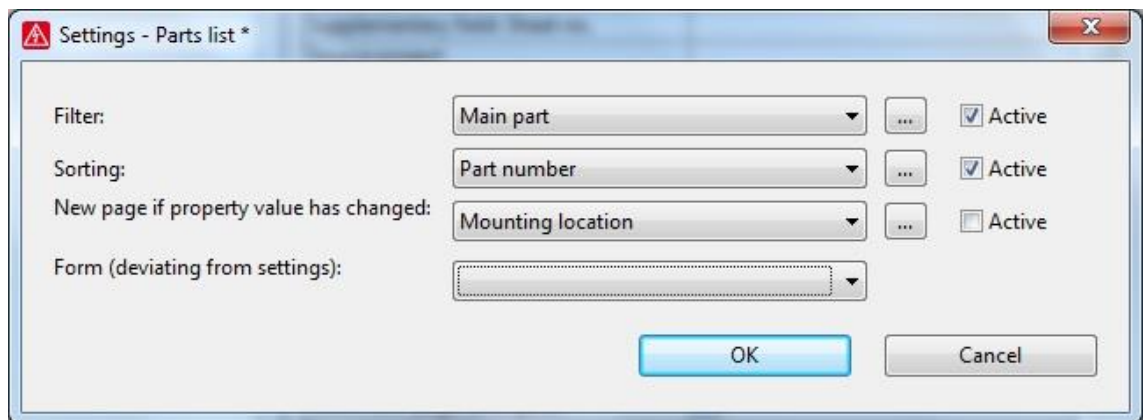 Settings - Parts list *
Filter:
Main part
...
Active
Sorting:
Part number
...
Active
New page if property value has changed:
Mounting location
...
Active
Form (deviating from settings):
OK
Cancel